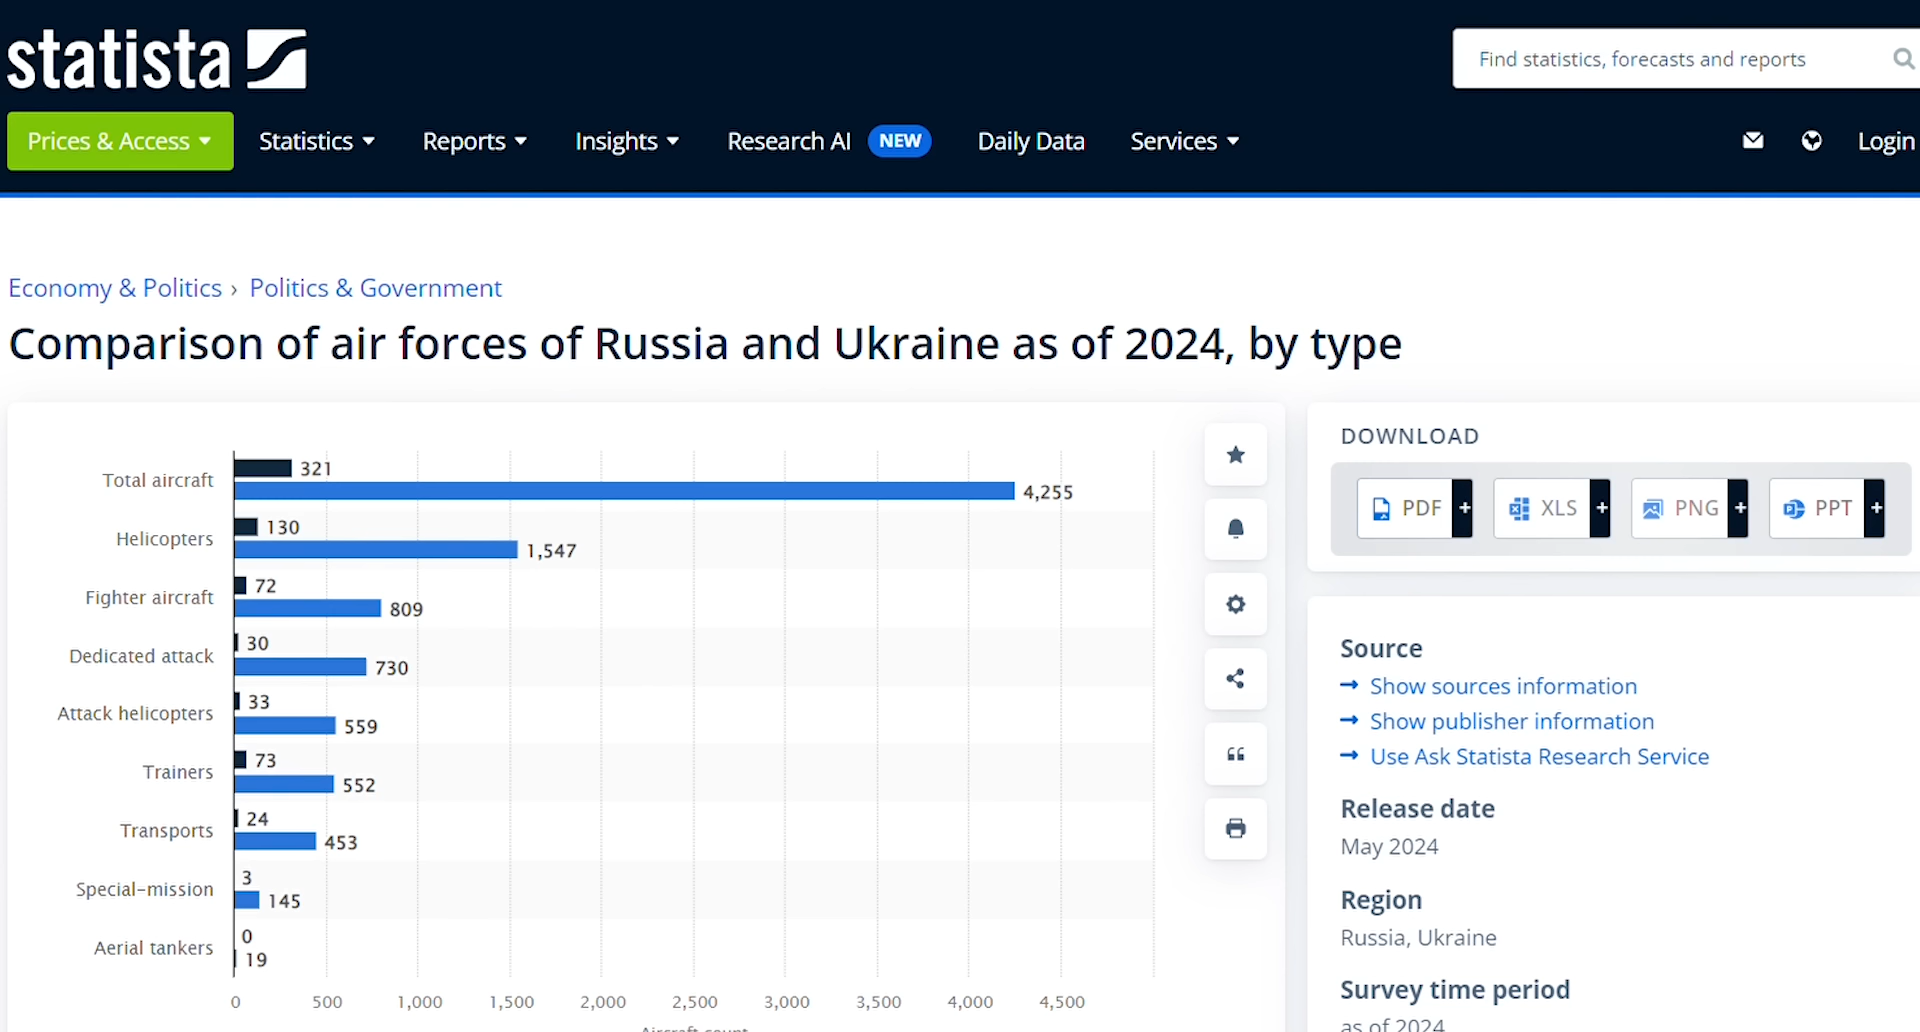 statista
Find statistics, forecasts and reports
Prices & Access
Statistics
Reports
Insights
Research AI NEW
Daily Data
Services
Login
Economy & Politics › Politics & Government
Comparison of air forces of Russia and Ukraine as of 2024, by type
Total aircraft
321
4,255
Helicopters
130
1,547
Fighter aircraft
72
809
Dedicated attack
30
730
Attack helicopters
33
559
Trainers
73
552
Transports
24
453
Special-mission
3
145
Aerial tankers
0
19
0 500 1,000 1,500 2,000 2,500 3,000 3,500 4,000 4,500
Aircraft count
DOWNLOAD
PDF + XLS + PNG + PPT +
Source
→ Show sources information
→ Show publisher information
→ Use Ask Statista Research Service
Release date
May 2024
Region
Russia, Ukraine
Survey time period
as of 2024